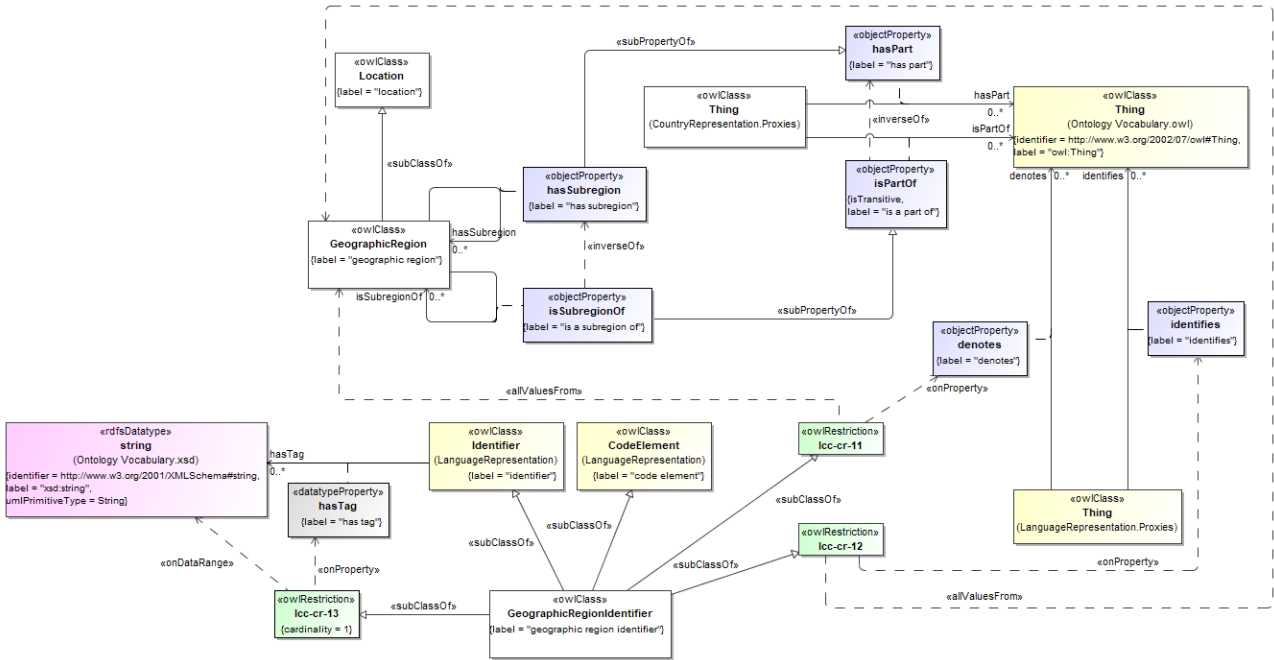 «objectProperty»
hasPart
{label = "has part"}
«subPropertyOf»
«owlClass»
Location
{label = "location"}
«owlClass»
Thing
(CountryRepresentation.Proxies)
hasPart
0..*
«inverseOf»
isPartOf
0..*
«owlClass»
Thing
(Ontology Vocabulary.owl)
{identifier = http://www.w3.org/2002/07/owl#Thing,
label = "owl:Thing"}
denotes
0..*
identifies
0..*
«subClassOf»
«objectProperty»
hasSubregion
{label = "has subregion"}
«objectProperty»
isPartOf
{isTransitive,
label = "is a part of"}
«owlClass»
GeographicRegion
{label = "geographic region"}
hasSubregion
0..*
«inverseOf»
isSubregionOf
0..*
«objectProperty»
isSubregionOf
{label = "is a subregion of"}
«subPropertyOf»
«objectProperty»
denotes
{label = "denotes"}
«objectProperty»
identifies
{label = "identifies"}
«allValuesFrom»
«onProperty»
«rdfsDatatype»
string
(Ontology Vocabulary.xsd)
{identifier = http://www.w3.org/2001/XMLSchema#string,
label = "xsd:string",
umlPrimitiveType = String}
hasTag
0..*
«owlClass»
Identifier
(LanguageRepresentation)
{label = "identifier"}
«owlClass»
CodeElement
(LanguageRepresentation)
{label = "code element"}
«owlRestriction»
lcc-cr-11
«datatypeProperty»
hasTag
{label = "has tag"}
«subClassOf»
«owlClass»
Thing
(LanguageRepresentation.Proxies)
«subClassOf»
«subClassOf»
«owlRestriction»
lcc-cr-12
«onDataRange»
«onProperty»
«subClassOf»
«onProperty»
«owlRestriction»
lcc-cr-13
{cardinality = 1}
«subClassOf»
«owlClass»
GeographicRegionIdentifier
{label = "geographic region identifier"}
«allValuesFrom»